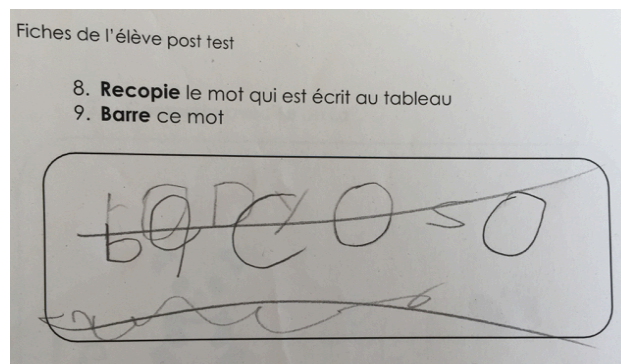 Fiches de l'élève post test
8. Recopie le mot qui est écrit au tableau
9. Barre ce mot